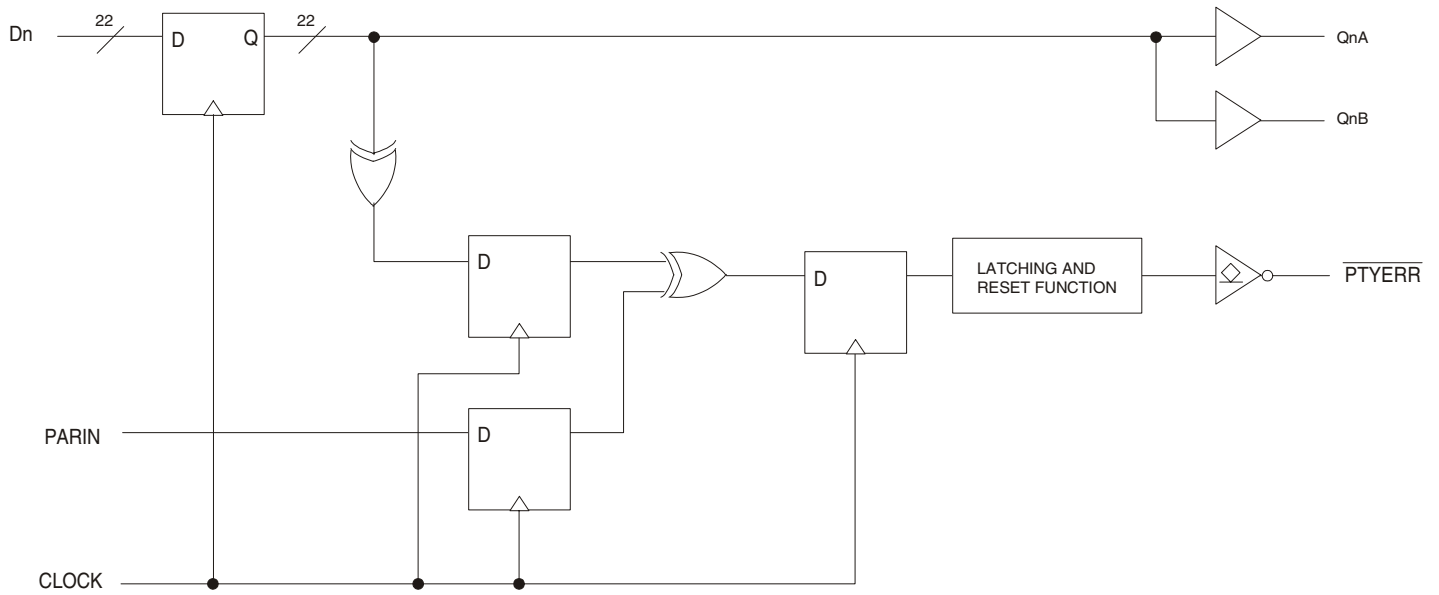 22
22
Dn
D
Q
QnA
QnB
D
D
LATCHING AND
RESET FUNCTION
PTYERR
PARIN
D
CLOCK